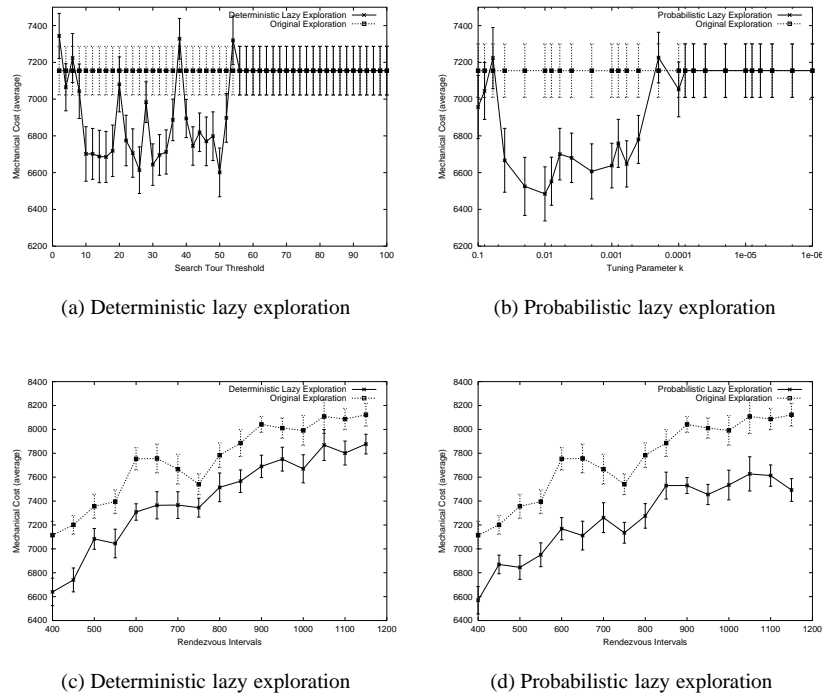 7400
7200
7000
6800
6600
6400
6200
Mechanical Cost (average)
0 10 20 30 40 50 60 70 80 90 100
Search Tour Threshold
Deterministic Lazy Exploration
Original Exploration
(a) Deterministic lazy exploration
7400
7200
7000
6800
6600
6400
6200
Mechanical Cost (average)
0.1 0.01 0.001 0.0001 1e-05 1e-06
Tuning Parameter k
Probabilistic Lazy Exploration
Original Exploration
(b) Probabilistic lazy exploration
8400
8200
8000
7800
7600
7400
7200
7000
6800
6600
6400
Mechanical Cost (average)
400 500 600 700 800 900 1000 1100 1200
Rendezvous Intervals
Deterministic Lazy Exploration
Original Exploration
(c) Deterministic lazy exploration
8400
8200
8000
7800
7600
7400
7200
7000
6800
6600
6400
Mechanical Cost (average)
400 500 600 700 800 900 1000 1100 1200
Rendezvous Intervals
Probabilistic Lazy Exploration
Original Exploration
(d) Probabilistic lazy exploration